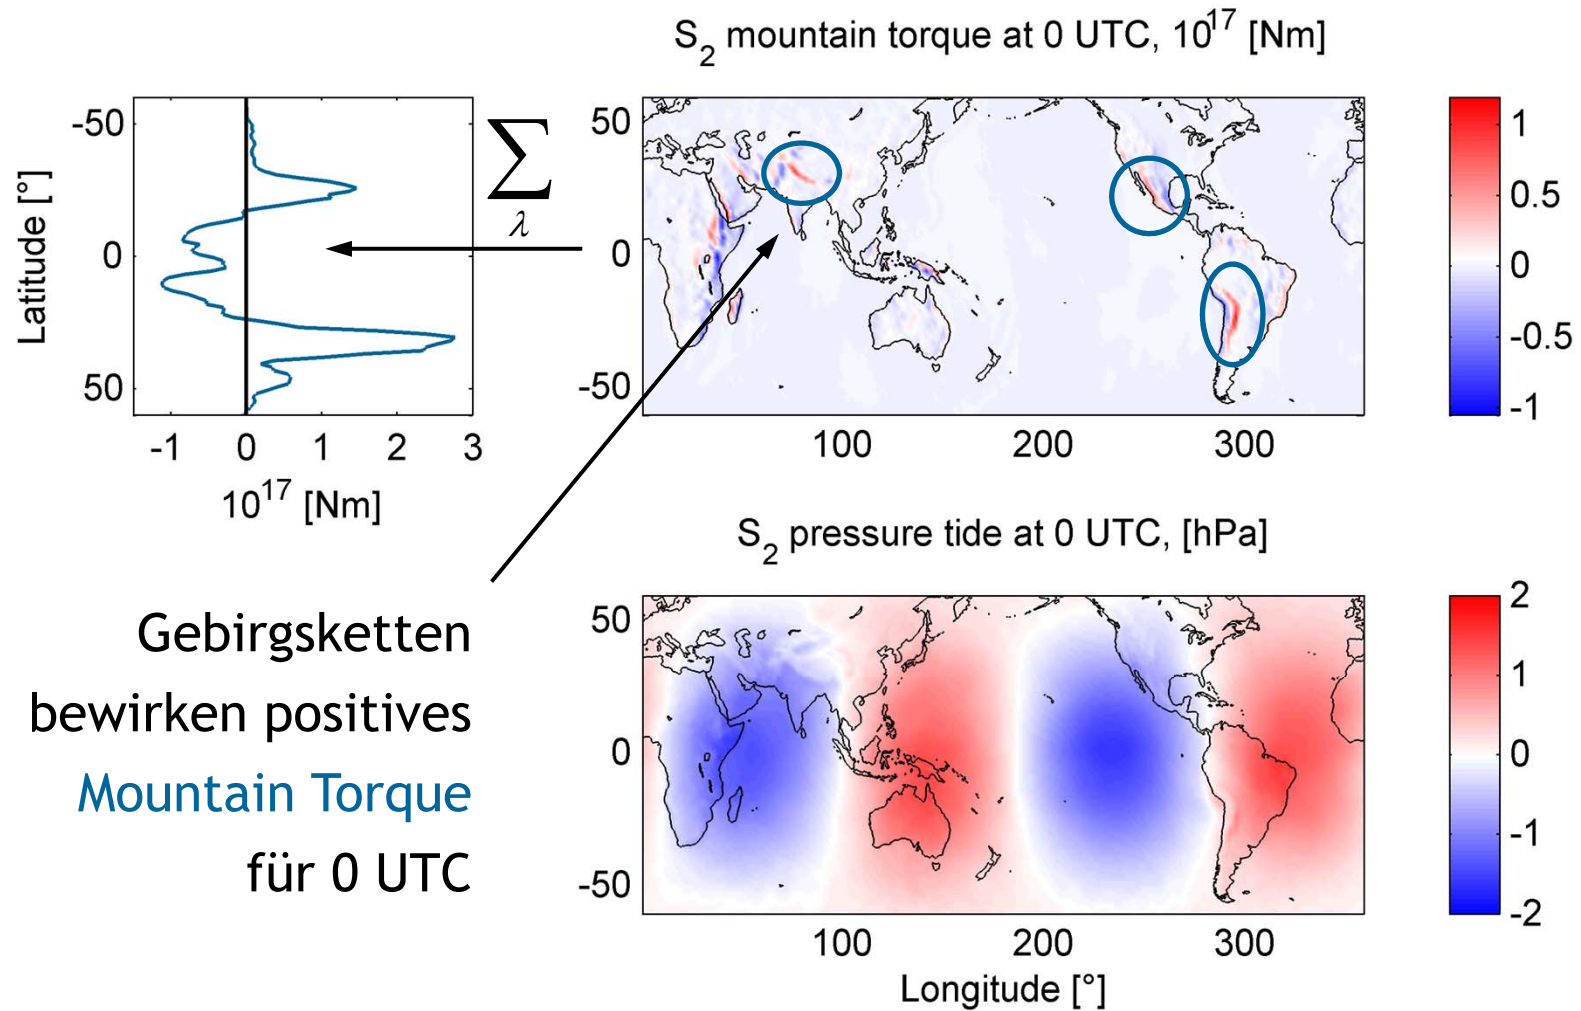 S2 mountain torque at 0 UTC, 10^17 [Nm]
-50
0
50
Latitude [°]
-1 0 1 2 3
10^17 [Nm]
∑
λ
50
0
-50
100 200 300
1
0.5
0
-0.5
-1
S2 pressure tide at 0 UTC, [hPa]
50
0
-50
100 200 300
Longitude [°]
2
1
0
-1
-2
Gebirgsketten
bewirken positives
Mountain Torque
für 0 UTC